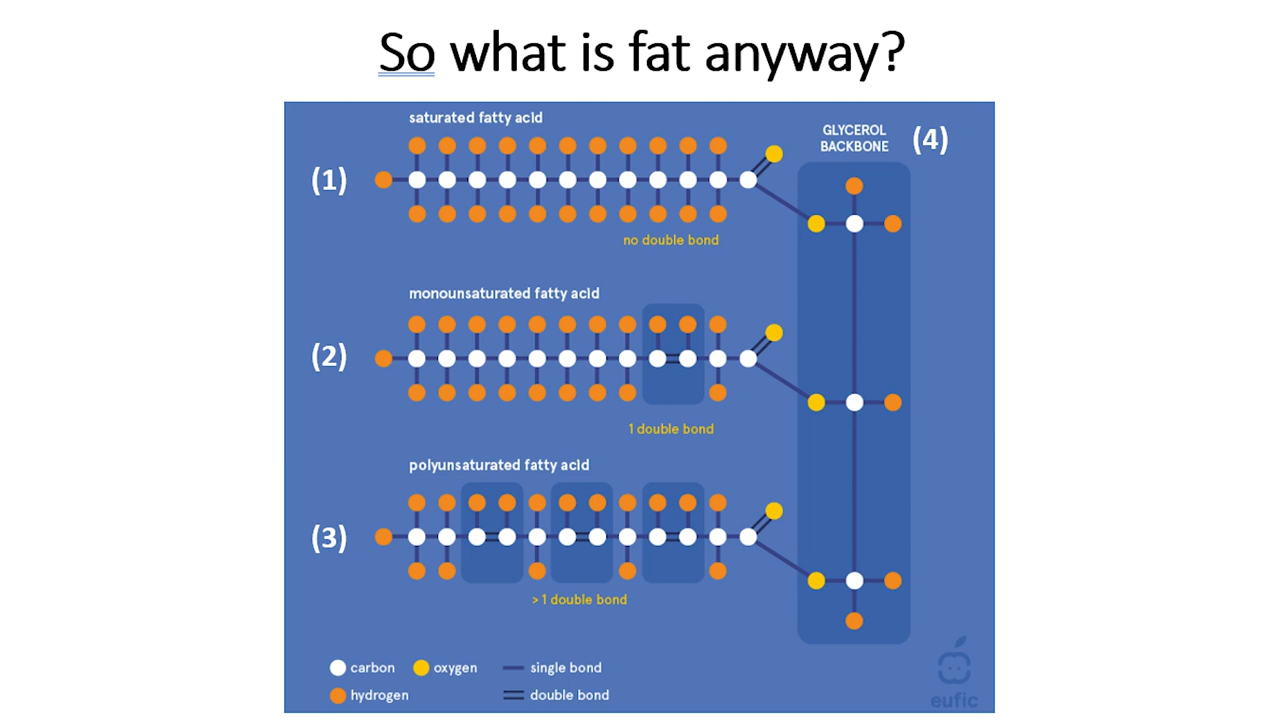 So what is fat anyway?
saturated fatty acid
GLYCEROL
BACKBONE
(4)
(1)
no double bond
monounsaturated fatty acid
(2)
1 double bond
polyunsaturated fatty acid
(3)
> 1 double bond
carbon
oxygen
single bond
hydrogen
double bond
eufic